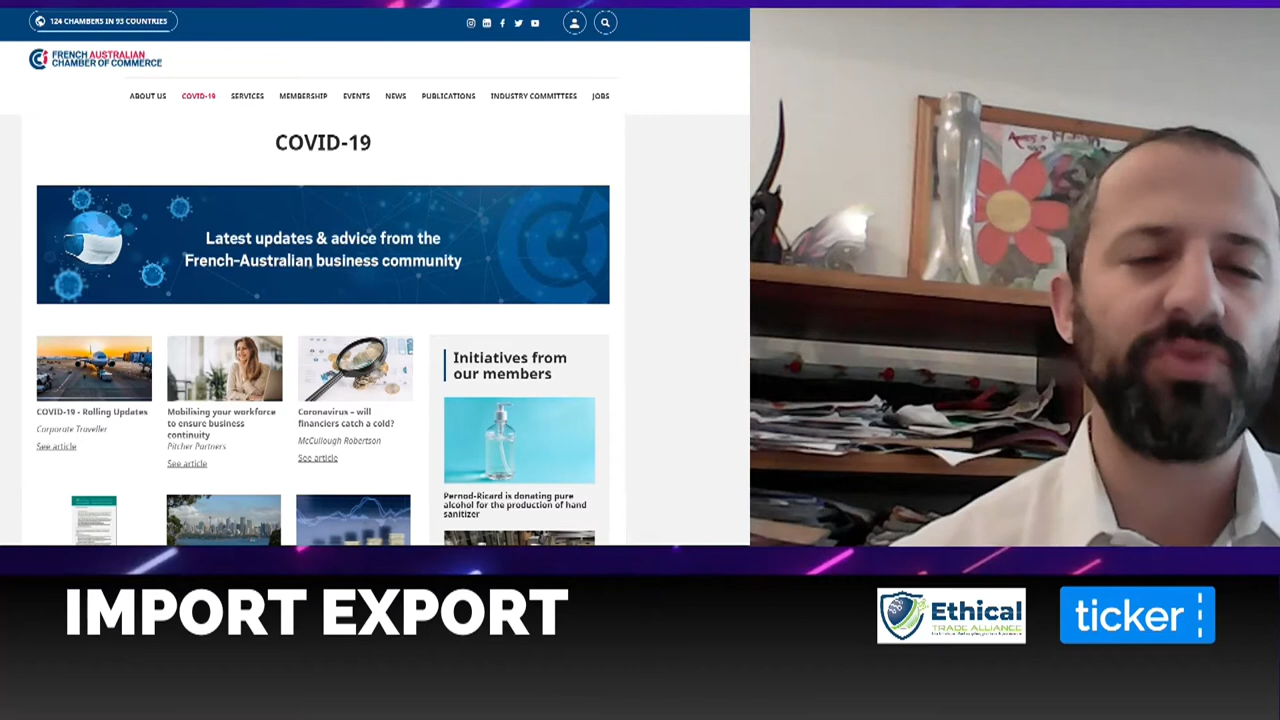 124 CHAMBERS IN 93 COUNTRIES
FRENCH AUSTRALIAN
CHAMBER OF COMMERCE
ABOUT US COVID-19 SERVICES MEMBERSHIP EVENTS NEWS PUBLICATIONS INDUSTRY COMMITTEES JOBS
COVID-19
Latest updates & advice from the
French-Australian business community
COVID-19 - Rolling Updates
Corporate Traveller
See article
Mobilising your workforce
to ensure business
continuity
Pitcher Partners
See article
Coronavirus – will
financiers catch a cold?
McCullough Robertson
See article
Initiatives from
our members
Pernod-Ricard is donating pure
alcohol for the production of hand
sanitizer
IMPORT EXPORT
Ethical
TRADE ALLIANCE
ticker